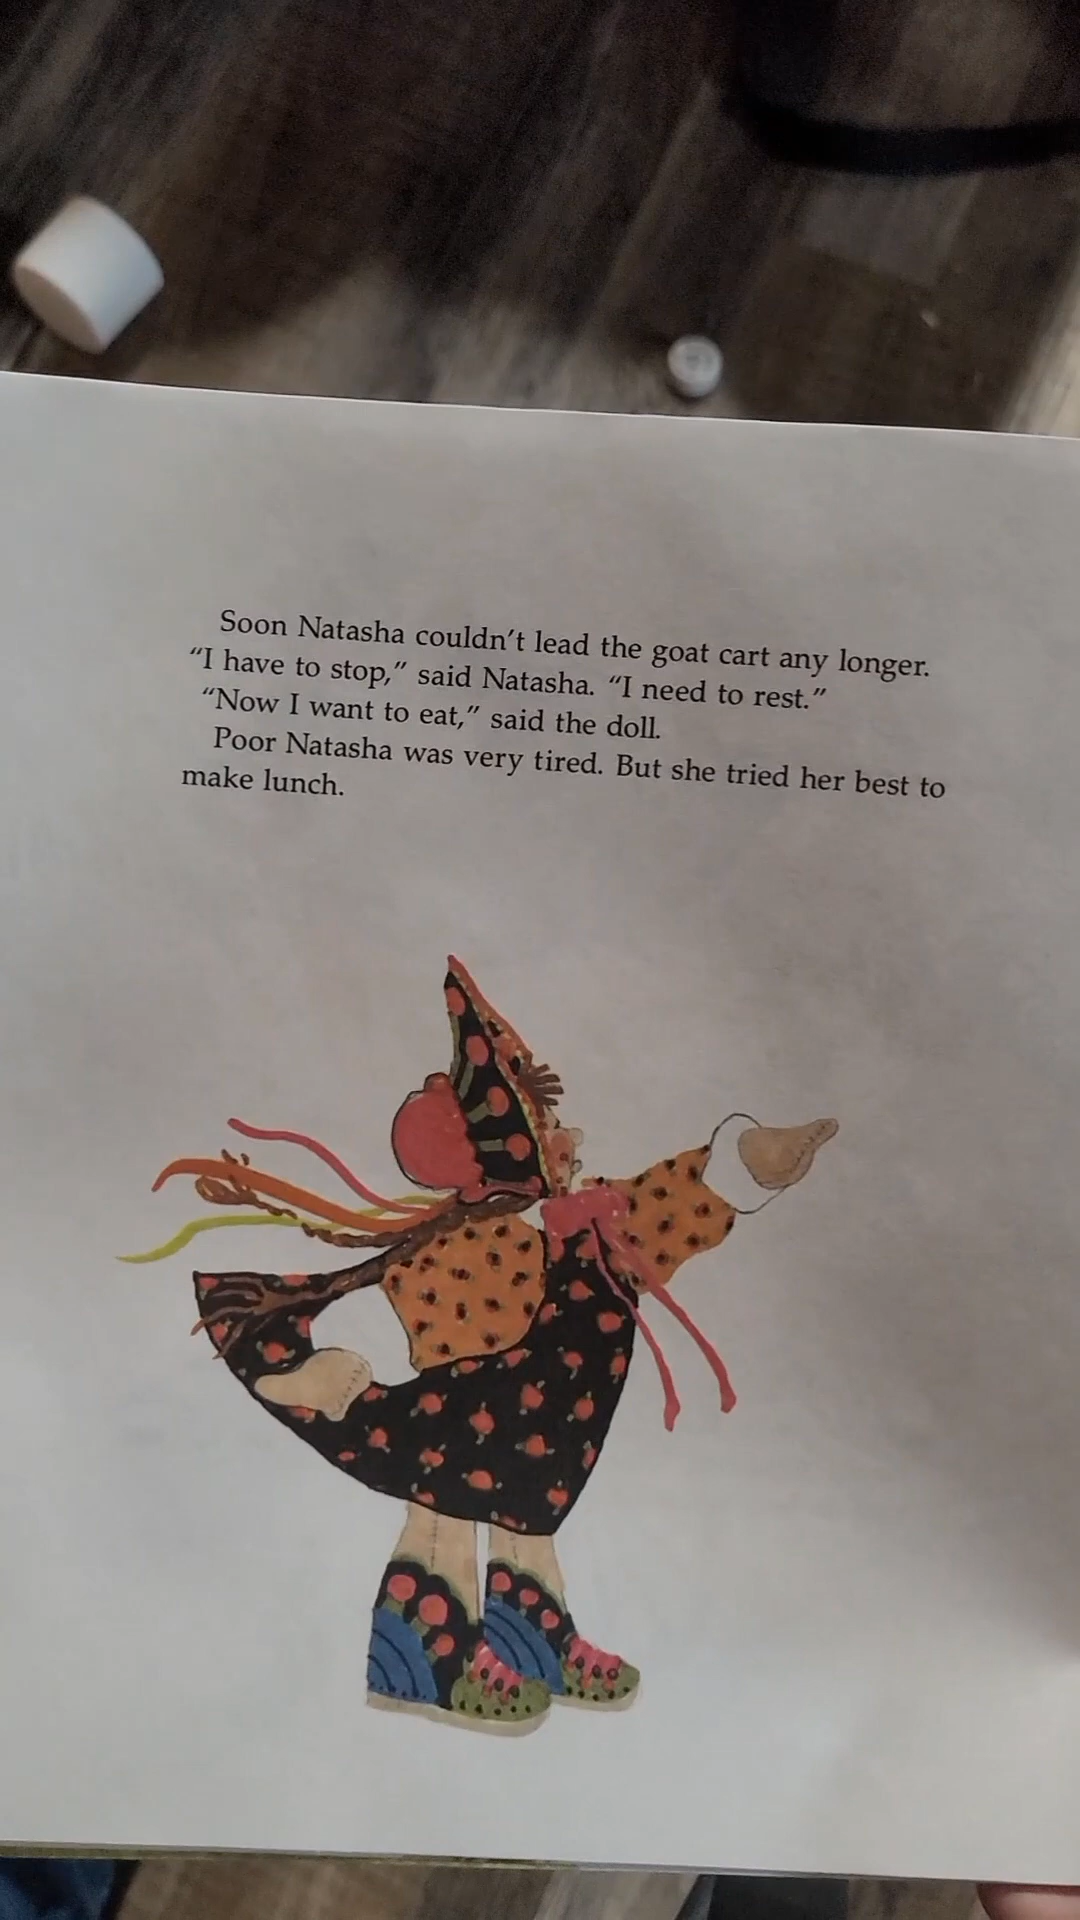 Soon Natasha couldn't lead the goat cart any longer.
“I have to stop,” said Natasha. “I need to rest.”
“Now I want to eat,” said the doll.
Poor Natasha was very tired. But she tried her best to
make lunch.